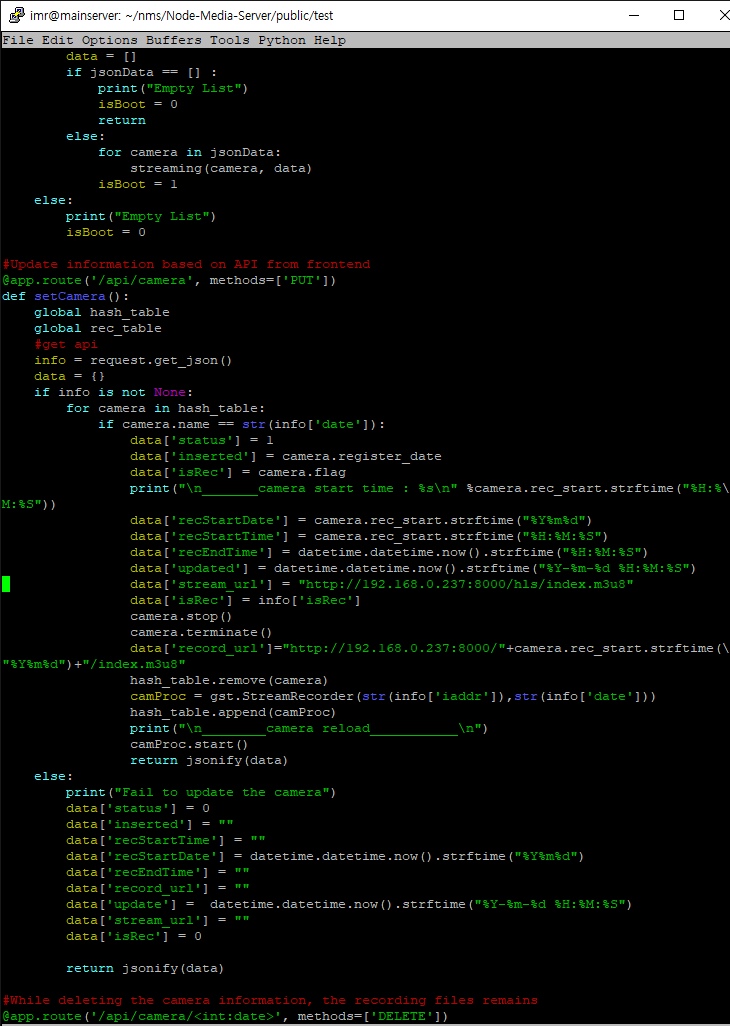 imr@mainserver: ~/nms/Node-Media-Server/public/test
File Edit Options Buffers Tools Python Help
        data = []
        if jsonData == [] :
            print("Empty List")
            isBoot = 0
            return
        else:
            for camera in jsonData:
                streaming(camera, data)
            isBoot = 1
    else:
        print("Empty List")
        isBoot = 0

#Update information based on API from frontend
@app.route('/api/camera', methods=['PUT'])
def setCamera():
    global hash_table
    global rec_table
    #get api
    info = request.get_json()
    data = {}
    if info is not None:
        for camera in hash_table:
            if camera.name == str(info['date']):
                data['status'] = 1
                data['inserted'] = camera.register_date
                data['isRec'] = camera.flag
                print("\n_______camera start time : %s\n" %camera.rec_start.strftime("%H:%\
M:%S"))
                data['recStartDate'] = camera.rec_start.strftime("%Y%m%d")
                data['recStartTime'] = camera.rec_start.strftime("%H:%M:%S")
                data['recEndTime'] = datetime.datetime.now().strftime("%H:%M:%S")
                data['updated'] = datetime.datetime.now().strftime("%Y-%m-%d %H:%M:%S")
                data['stream_url'] = "http://192.168.0.237:8000/hls/index.m3u8"
                data['isRec'] = info['isRec']
                camera.stop()
                camera.terminate()
                data['record_url']="http://192.168.0.237:8000/"+camera.rec_start.strftime(\
"%Y%m%d")+"/index.m3u8"
                hash_table.remove(camera)
                camProc = gst.StreamRecorder(str(info['iaddr']),str(info['date']))
                hash_table.append(camProc)
                print("\n________camera reload___________\n")
                camProc.start()
                return jsonify(data)
    else:
        print("Fail to update the camera")
        data['status'] = 0
        data['inserted'] = ""
        data['recStartTime'] = ""
        data['recStartDate'] = datetime.datetime.now().strftime("%Y%m%d")
        data['recEndTime'] = ""
        data['record_url'] = ""
        data['update'] =  datetime.datetime.now().strftime("%Y-%m-%d %H:%M:%S")
        data['stream_url'] = ""
        data['isRec'] = 0

        return jsonify(data)

#While deleting the camera information, the recording files remains
@app.route('/api/camera/<int:date>', methods=['DELETE'])